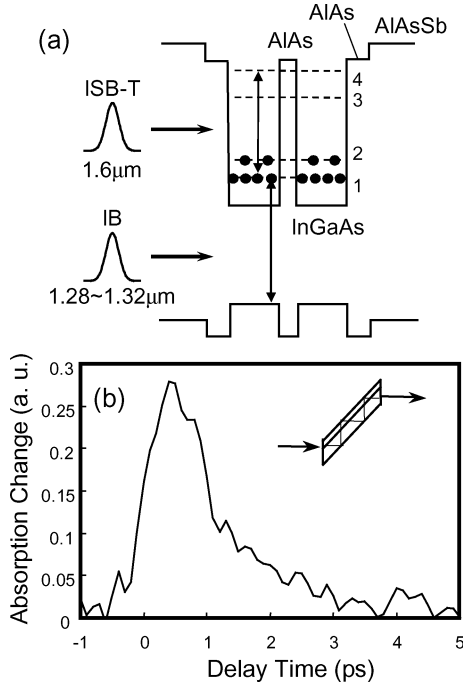 (a)
AlAs
AlAs
AlAsSb
ISB-T
1.6μm
4
3
2
1
IB
InGaAs
1.28~1.32μm
(b)
Absorption Change (a. u.)
0.3
0.25
0.2
0.15
0.1
0.05
0
-1 0 1 2 3 4 5
Delay Time (ps)